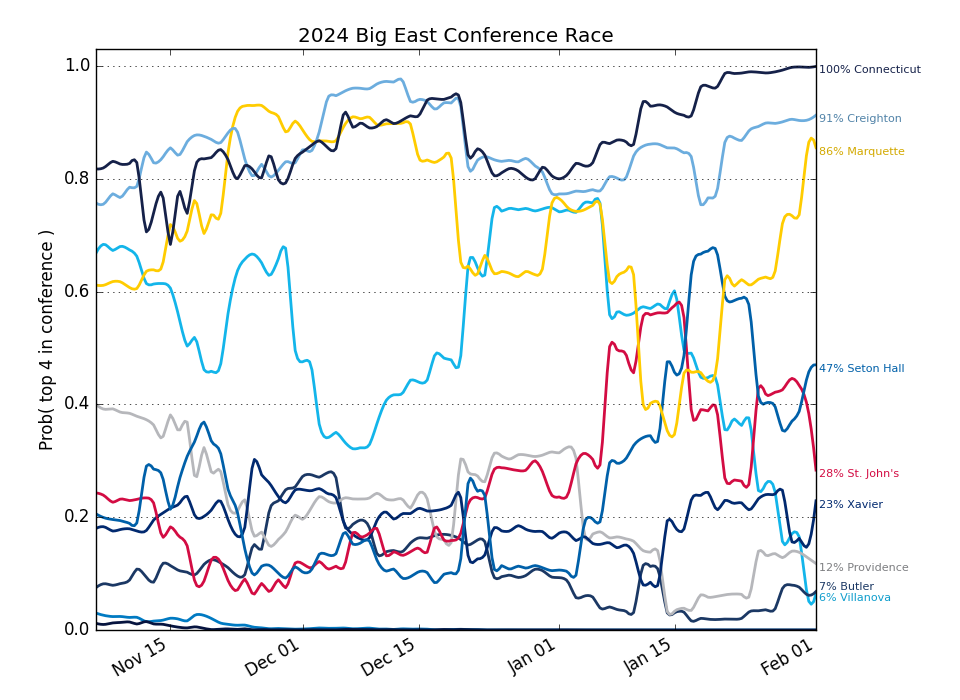 2024 Big East Conference Race
Prob( top 4 in conference )
1.0
0.8
0.6
0.4
0.2
0.0
Nov 15
Dec 01
Dec 15
Jan 01
Jan 15
Feb 01
100% Connecticut
91% Creighton
86% Marquette
47% Seton Hall
28% St. John's
23% Xavier
12% Providence
7% Butler
6% Villanova